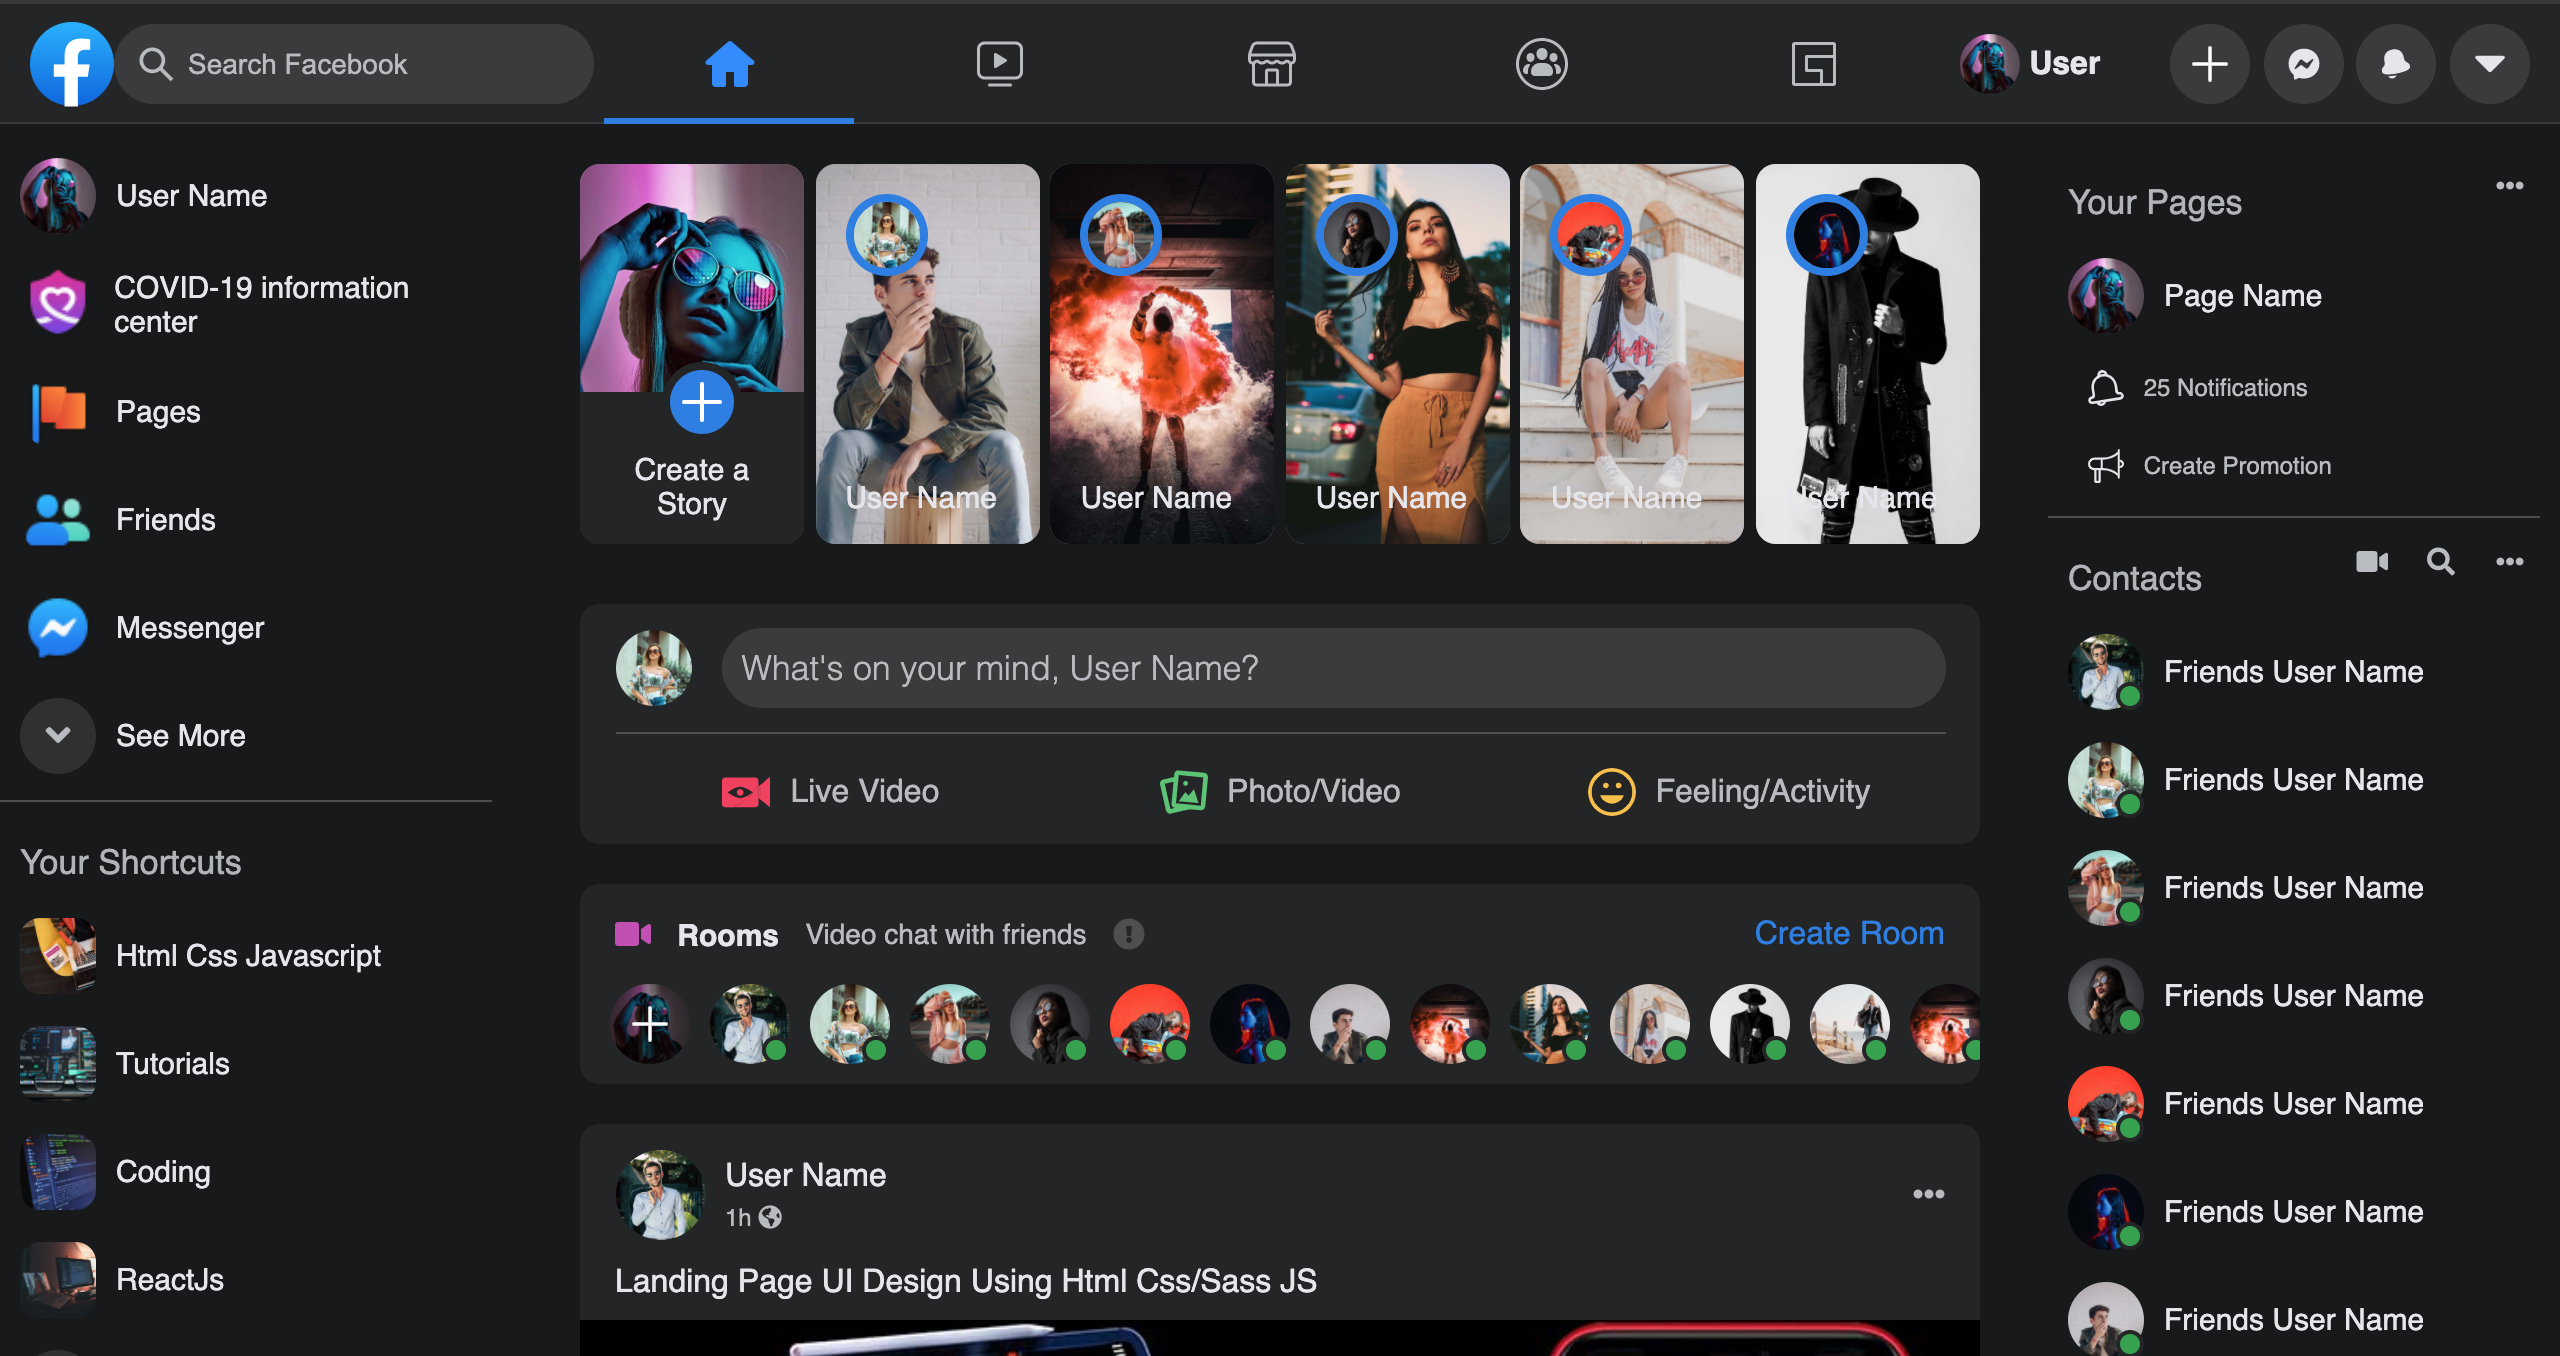 Search Facebook
User
User Name
COVID-19 information
center
Pages
Friends
Messenger
See More
Your Shortcuts
Html Css Javascript
Tutorials
Coding
ReactJs
Create a
Story
User Name
User Name
User Name
User Name
User Name
What's on your mind, User Name?
Live Video
Photo/Video
Feeling/Activity
Rooms Video chat with friends
Create Room
User Name
1h
Landing Page UI Design Using Html Css/Sass JS
Your Pages
Page Name
25 Notifications
Create Promotion
Contacts
Friends User Name
Friends User Name
Friends User Name
Friends User Name
Friends User Name
Friends User Name
Friends User Name